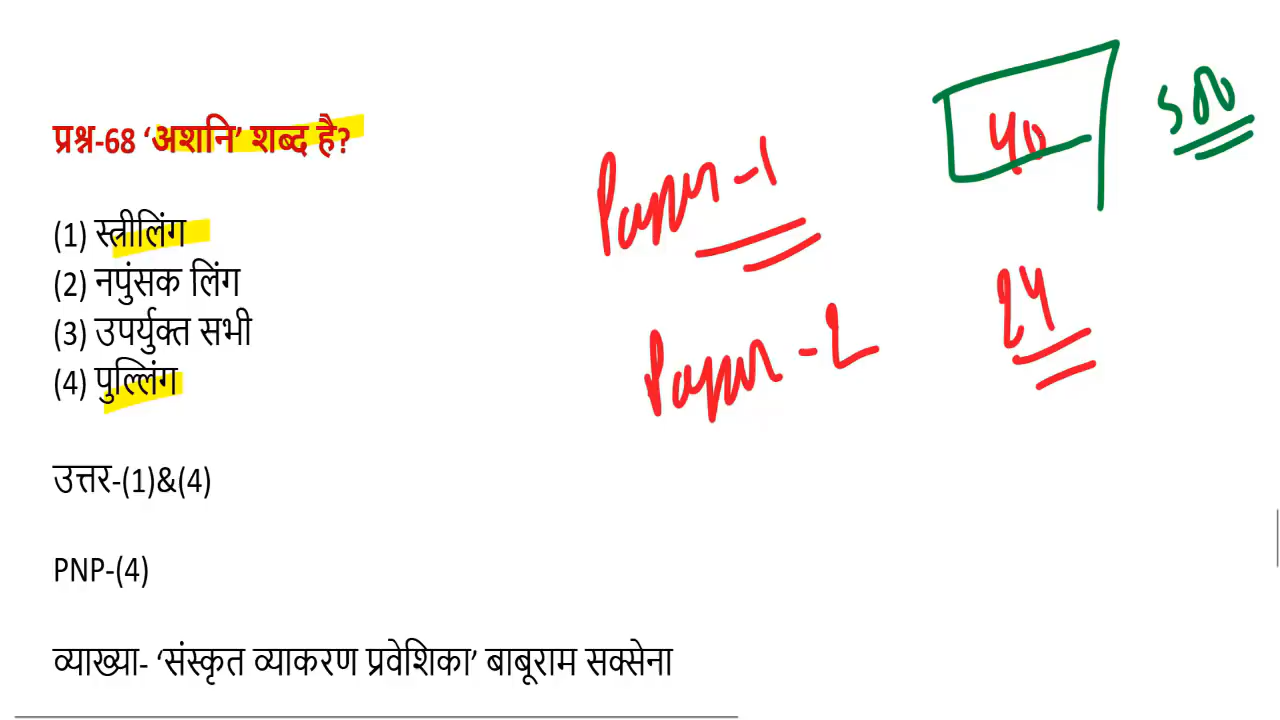 प्रश्न-68 ‘अशनि’ शब्द है?
(1) स्त्रीलिंग
(2) नपुंसक लिंग
(3) उपर्युक्त सभी
(4) पुल्लिंग
उत्तर-(1)&(4)
PNP-(4)
व्याख्या- ‘संस्कृत व्याकरण प्रवेशिका’ बाबूराम सक्सेना
Paper-1 40
Paper-2 24